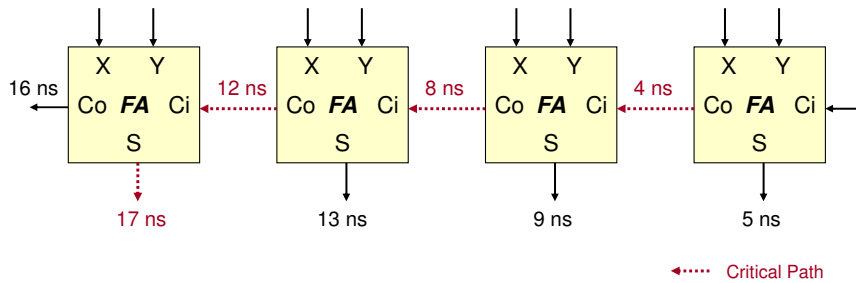 X Y X Y X Y X Y
16 ns 12 ns 8 ns 4 ns
Co FA Ci Co FA Ci Co FA Ci Co FA Ci
S S S S
17 ns 13 ns 9 ns 5 ns
Critical Path